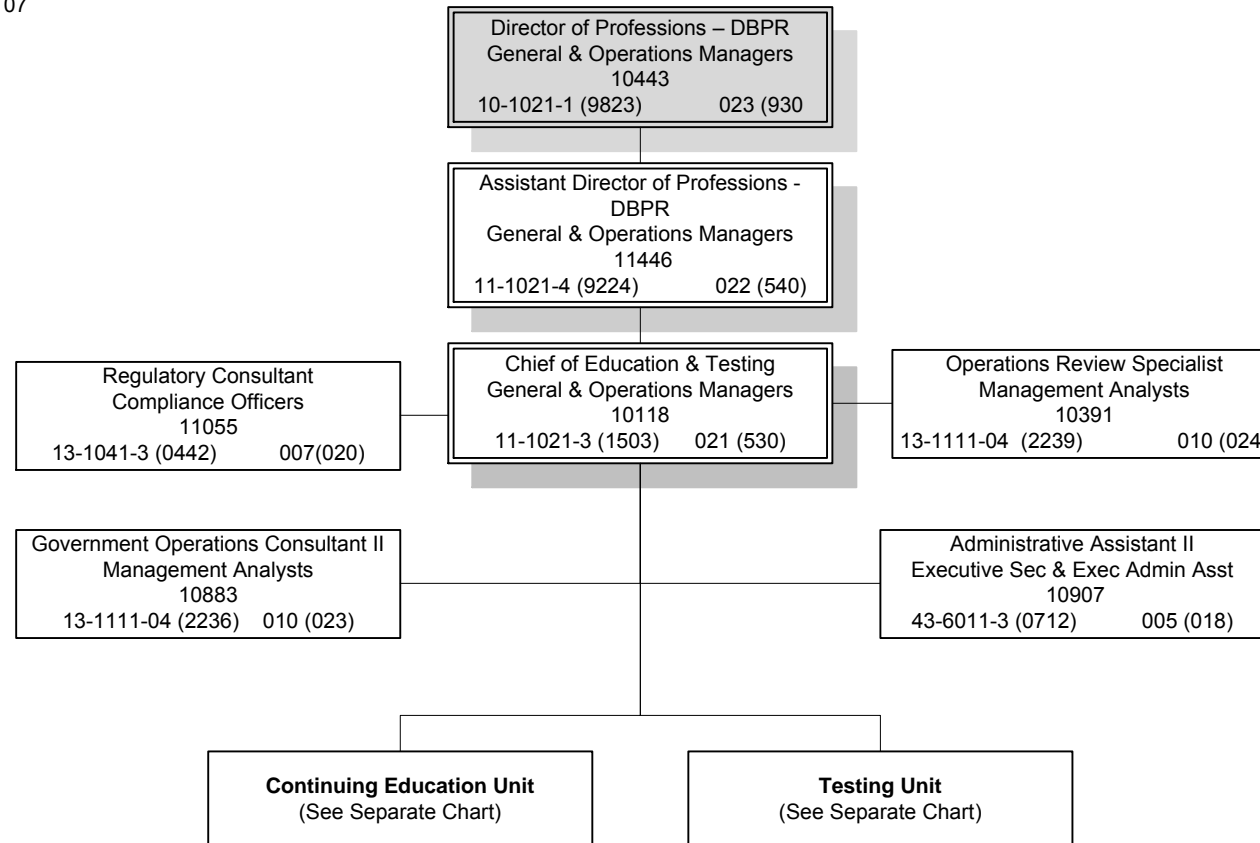 07
Director of Professions – DBPR
General & Operations Managers
10443
10-1021-1 (9823) 023 (930
Assistant Director of Professions -
DBPR
General & Operations Managers
11446
11-1021-4 (9224) 022 (540)
Chief of Education & Testing
General & Operations Managers
10118
11-1021-3 (1503) 021 (530)
Regulatory Consultant
Compliance Officers
11055
13-1041-3 (0442) 007(020)
Operations Review Specialist
Management Analysts
10391
13-1111-04 (2239) 010 (024
Government Operations Consultant II
Management Analysts
10883
13-1111-04 (2236) 010 (023)
Administrative Assistant II
Executive Sec & Exec Admin Asst
10907
43-6011-3 (0712) 005 (018)
Continuing Education Unit
(See Separate Chart)
Testing Unit
(See Separate Chart)